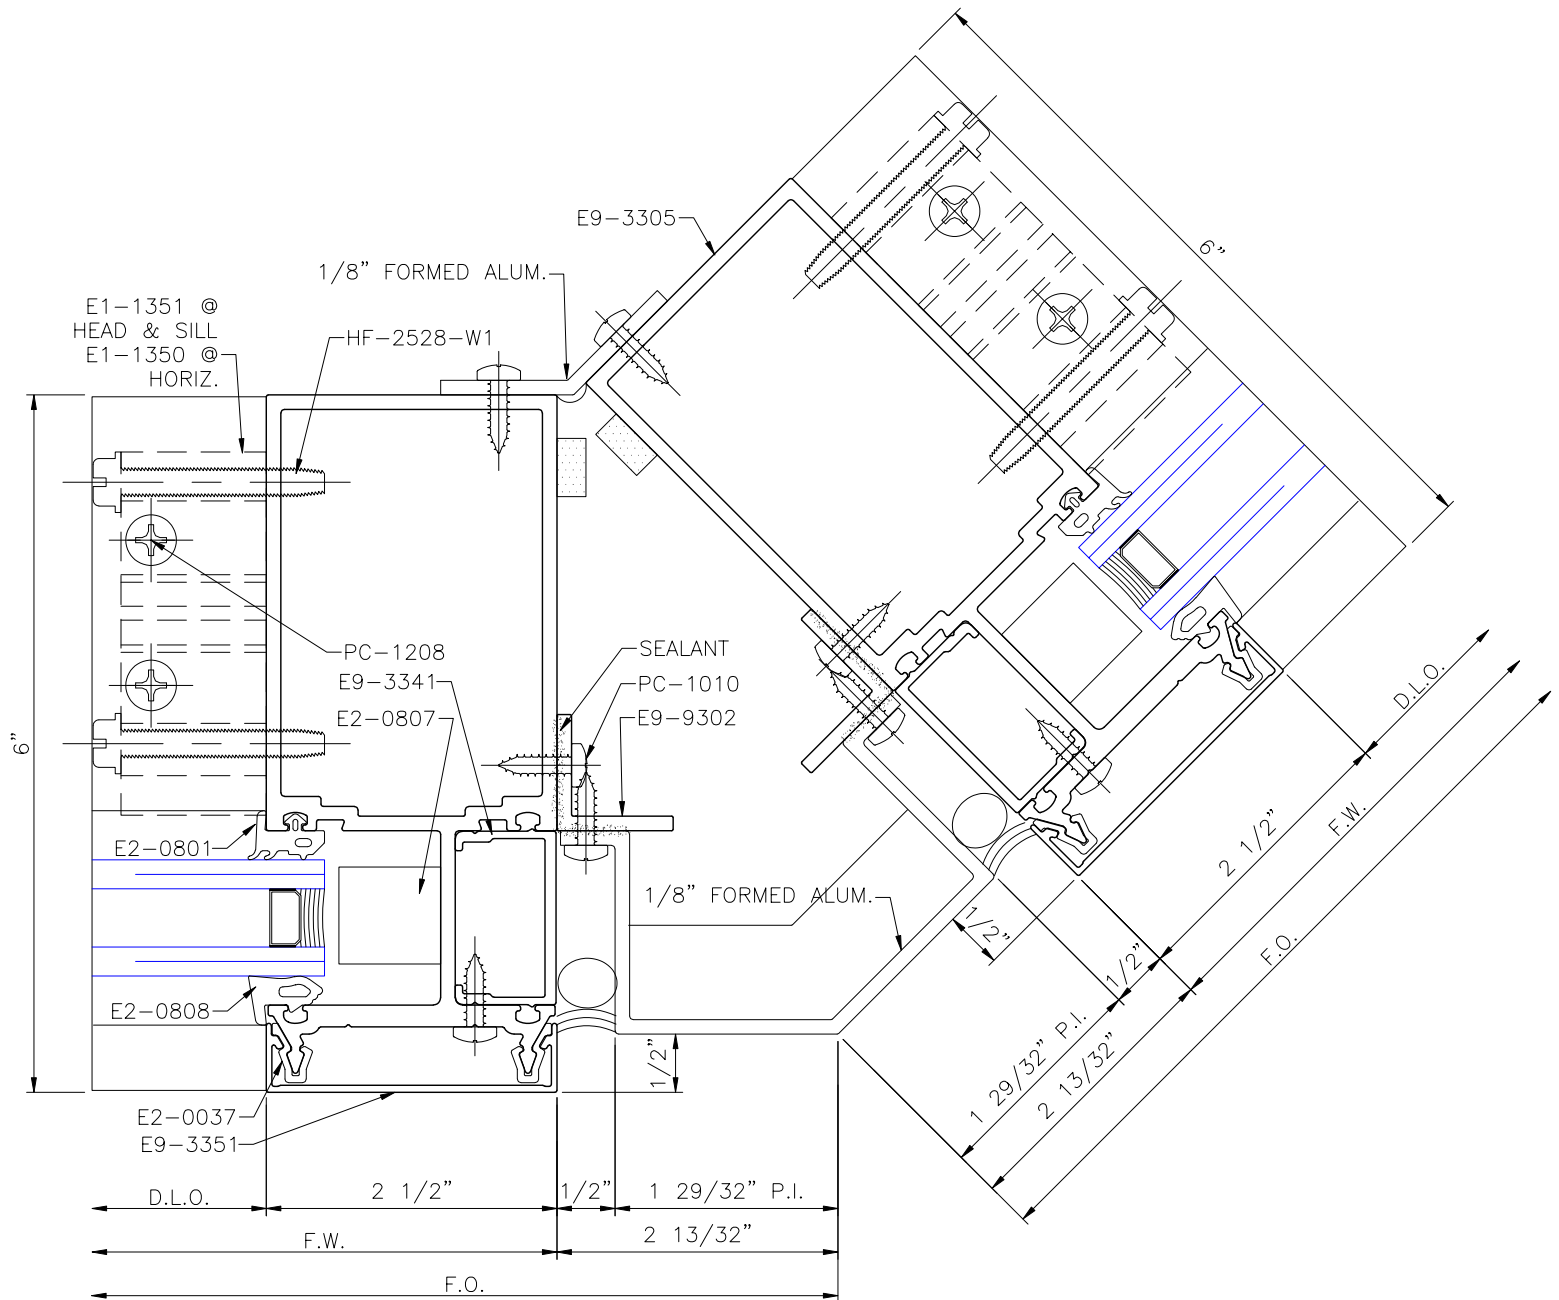 E9-3305
6”
1/8” FORMED ALUM.
E1-1351 @
HEAD & SILL
E1-1350 @
HORIZ.
HF-2528-W1
PC-1208
E9-3341
E2-0807
SEALANT
PC-1010
E9-9302
6”
E2-0801
1/8” FORMED ALUM.
E2-0808
1/2”
1/2”
E2-0037
E9-3351
D.L.O.
2 1/2”
F.W.
F.O.
1/2”
1 29/32” P.I.
2 13/32”
D.L.O.
2 1/2”
1/2”
1 29/32” P.I.
F.W.
2 13/32”
F.O.